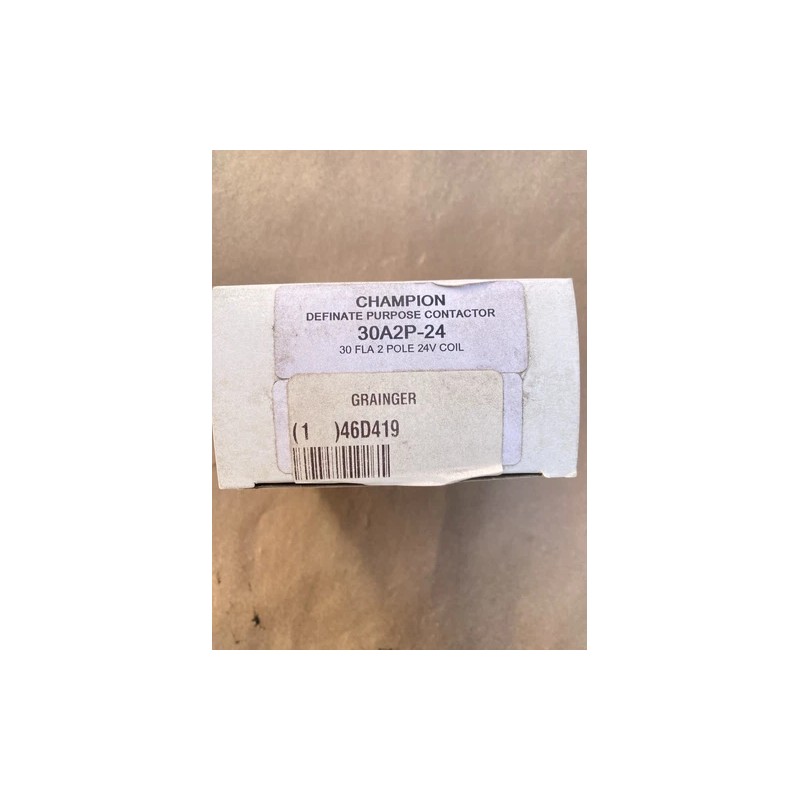 CHAMPION
DEFINATE PURPOSE CONTACTOR
30A2P-24
30 FLA 2 POLE 24V COIL
GRAINGER
(1 )46D419